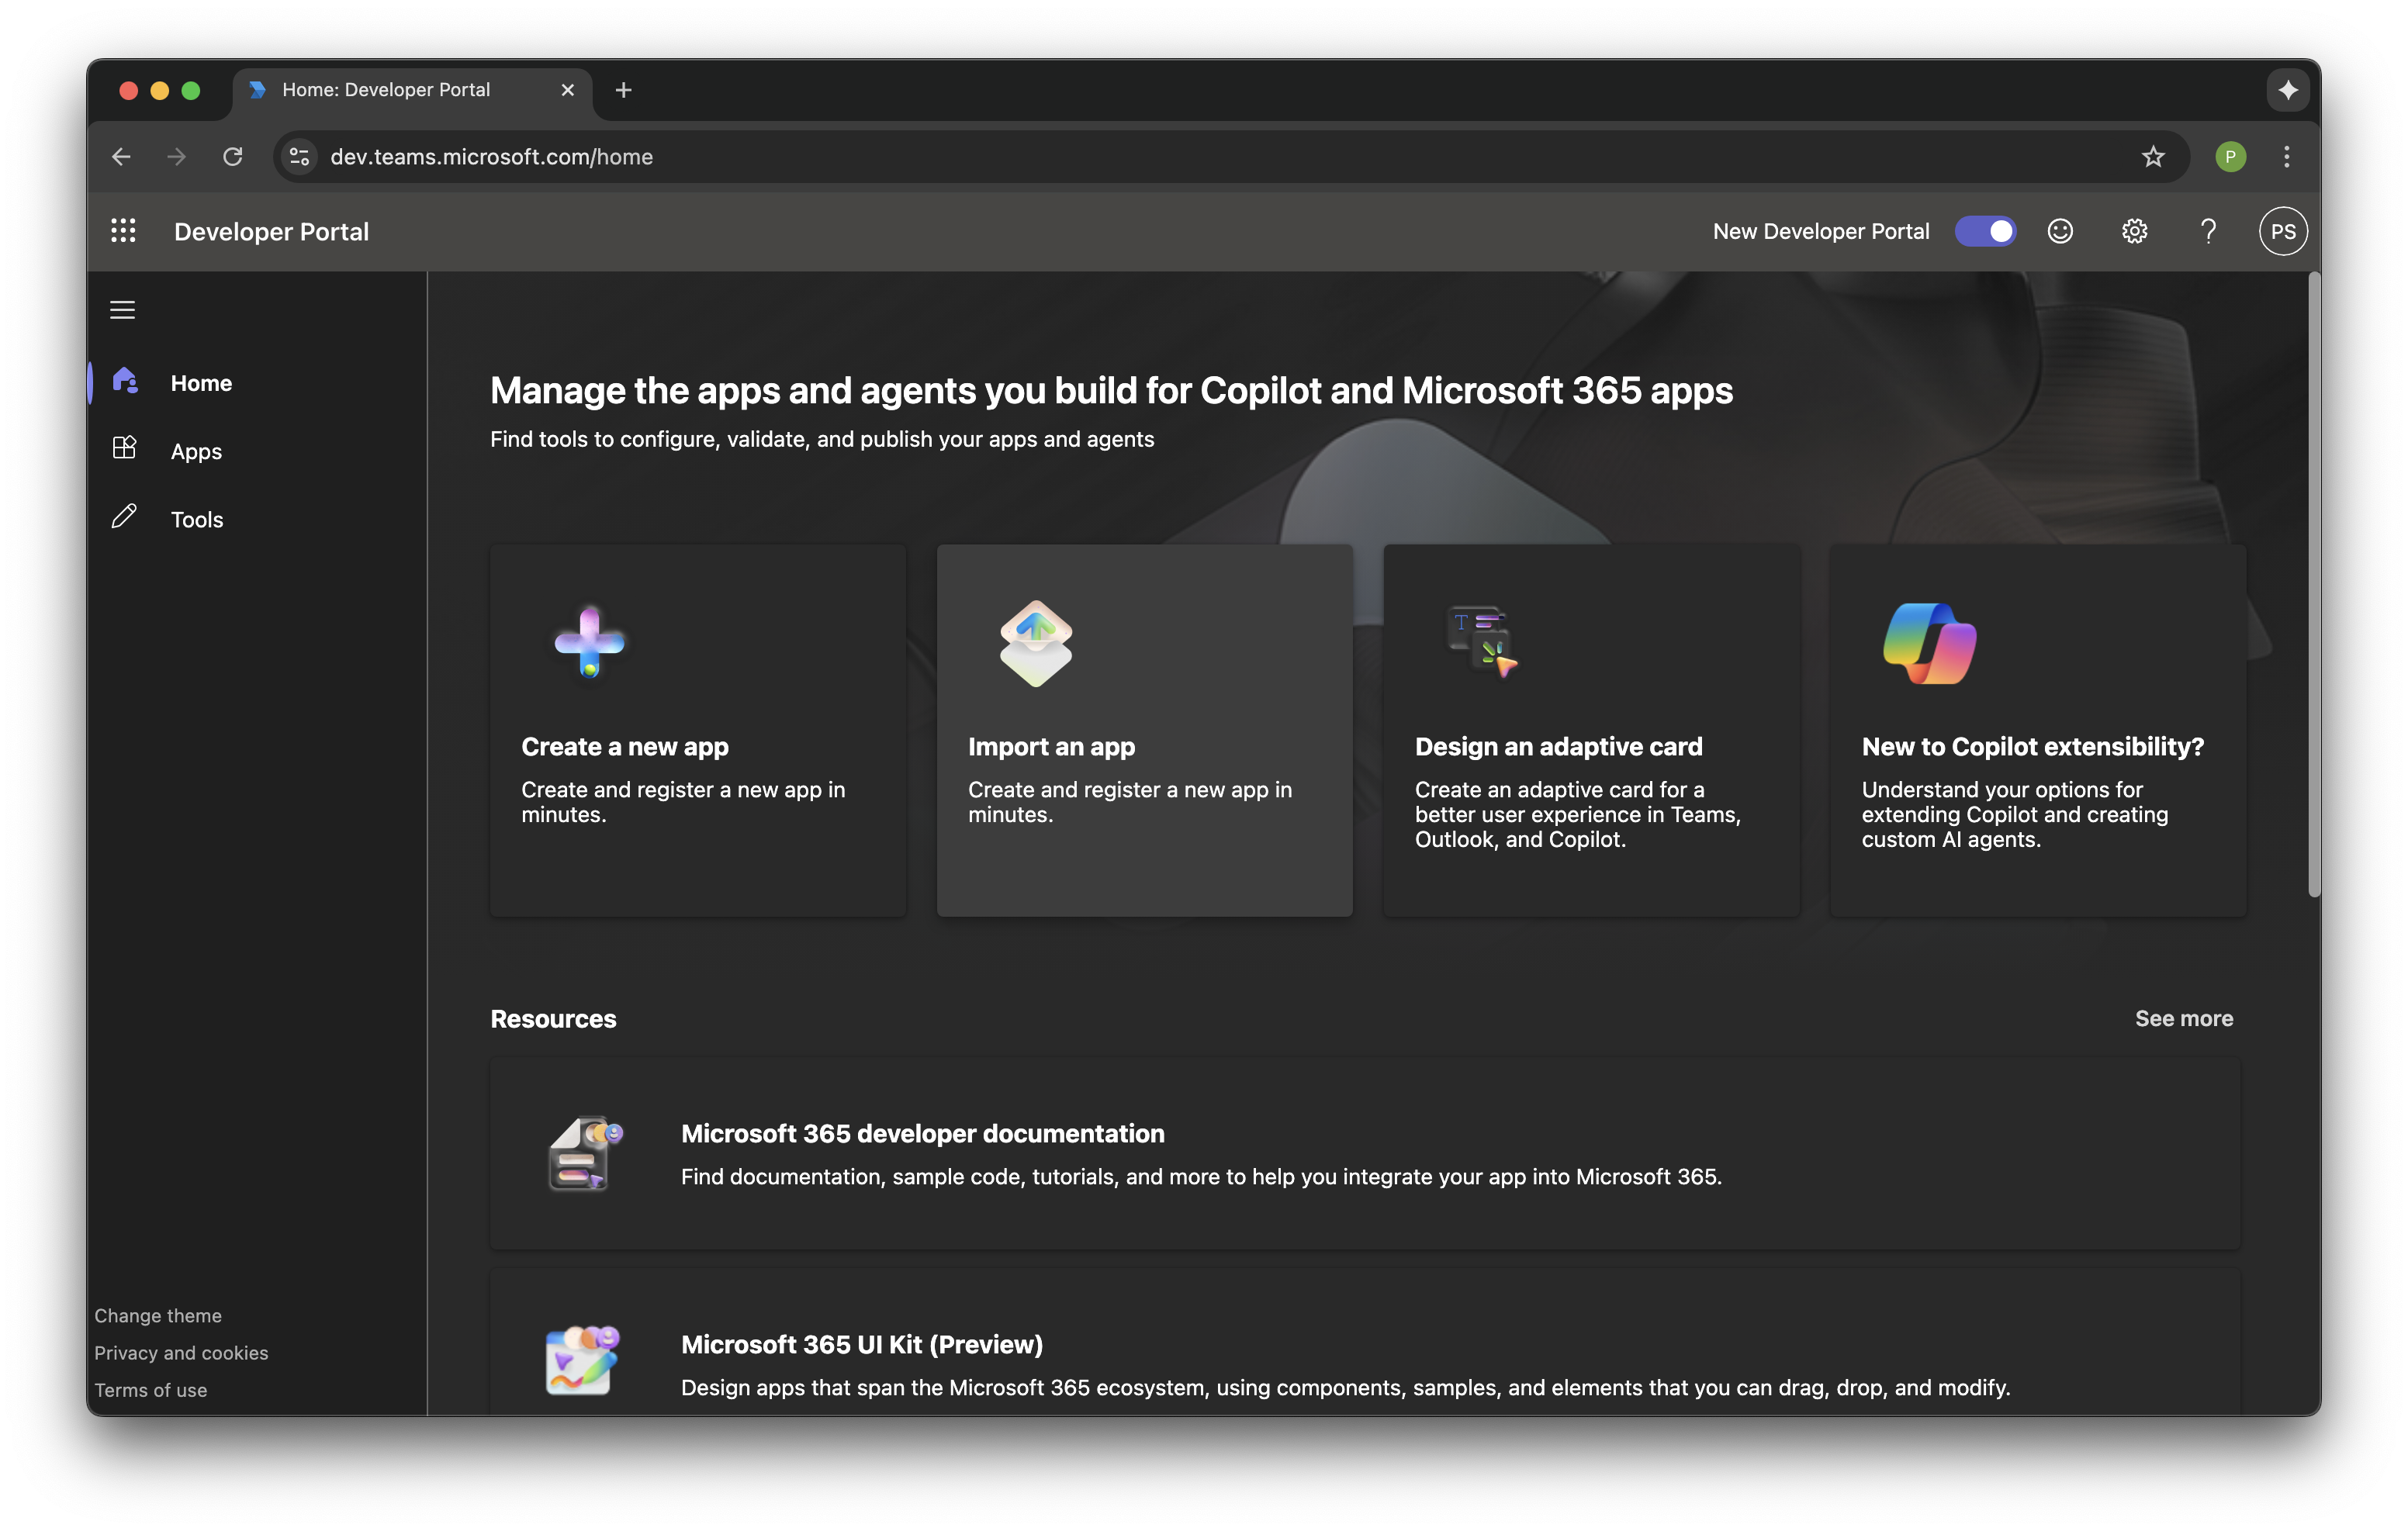 Home: Developer Portal
dev.teams.microsoft.com/home
P
Developer Portal
New Developer Portal
PS
Home
Apps
Tools
Manage the apps and agents you build for Copilot and Microsoft 365 apps
Find tools to configure, validate, and publish your apps and agents
Create a new app
Create and register a new app in
minutes.
Import an app
Create and register a new app in
minutes.
T
Design an adaptive card
Create an adaptive card for a
better user experience in Teams,
Outlook, and Copilot.
New to Copilot extensibility?
Understand your options for
extending Copilot and creating
custom AI agents.
Resources
See more
Microsoft 365 developer documentation
Find documentation, sample code, tutorials, and more to help you integrate your app into Microsoft 365.
Microsoft 365 UI Kit (Preview)
Design apps that span the Microsoft 365 ecosystem, using components, samples, and elements that you can drag, drop, and modify.
Change theme
Privacy and cookies
Terms of use